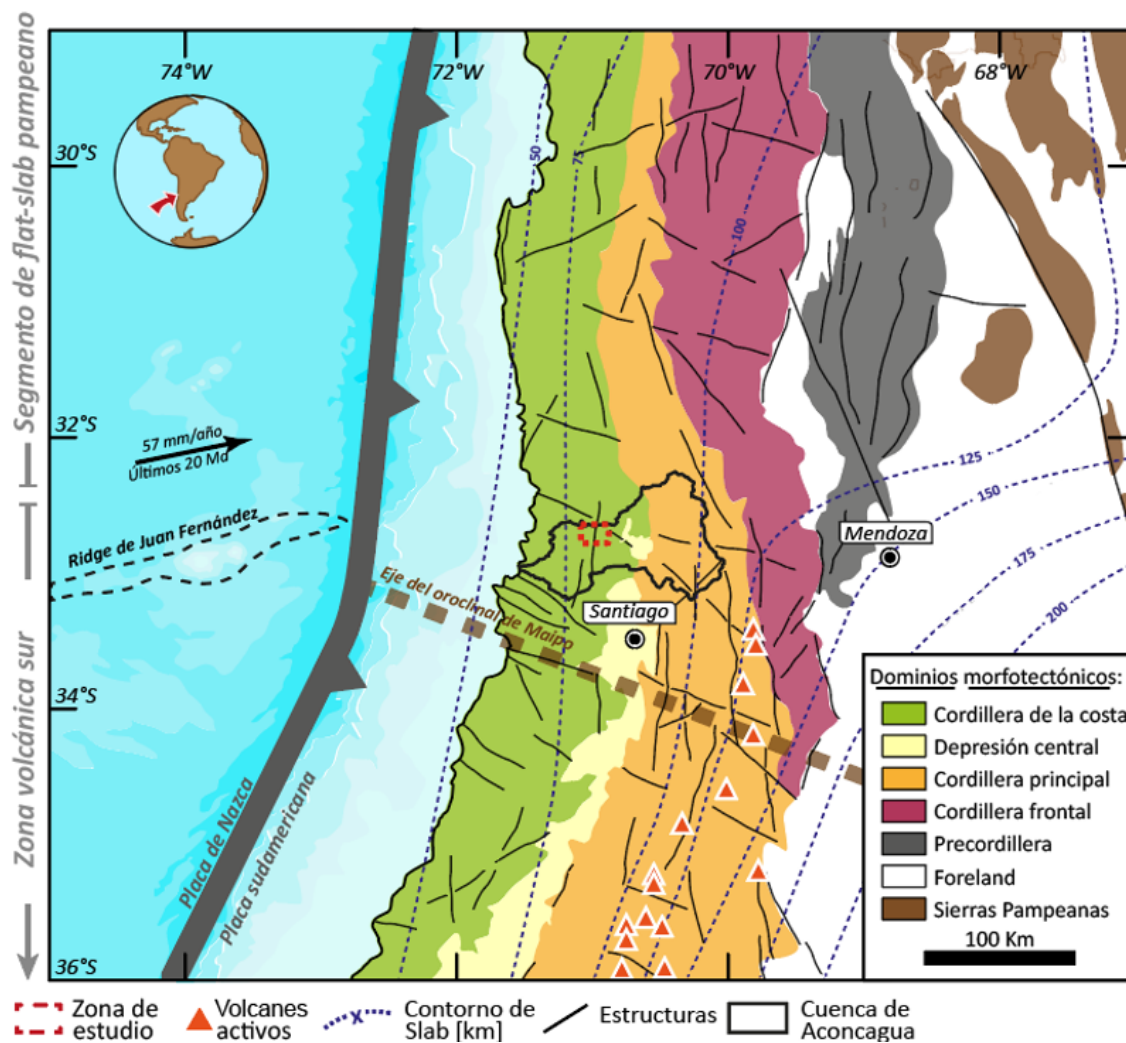 74°W
72°W
70°W
68°W
30°S
32°S
34°S
36°S
Segmento de flat-slab pampeano
Zona volcánica sur
50
75
100
125
150
175
200
57 mm/año
Últimos 20 Ma
Ridge de Juan Fernández
Eje del oroclinal de Maipo
Santiago
Mendoza
Placa de Nazca
Placa sudamericana
Dominios morfotectónicos:
Cordillera de la costa
Depresión central
Cordillera principal
Cordillera frontal
Precordillera
Foreland
Sierras Pampeanas
100 Km
Zona de
estudio
Volcanes
activos
x
Contorno de
Slab [km]
Estructuras
Cuenca de
Aconcagua